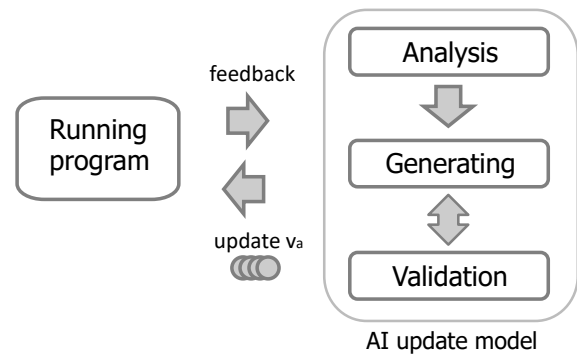 Running
program
feedback
update va
Analysis
Generating
Validation
AI update model